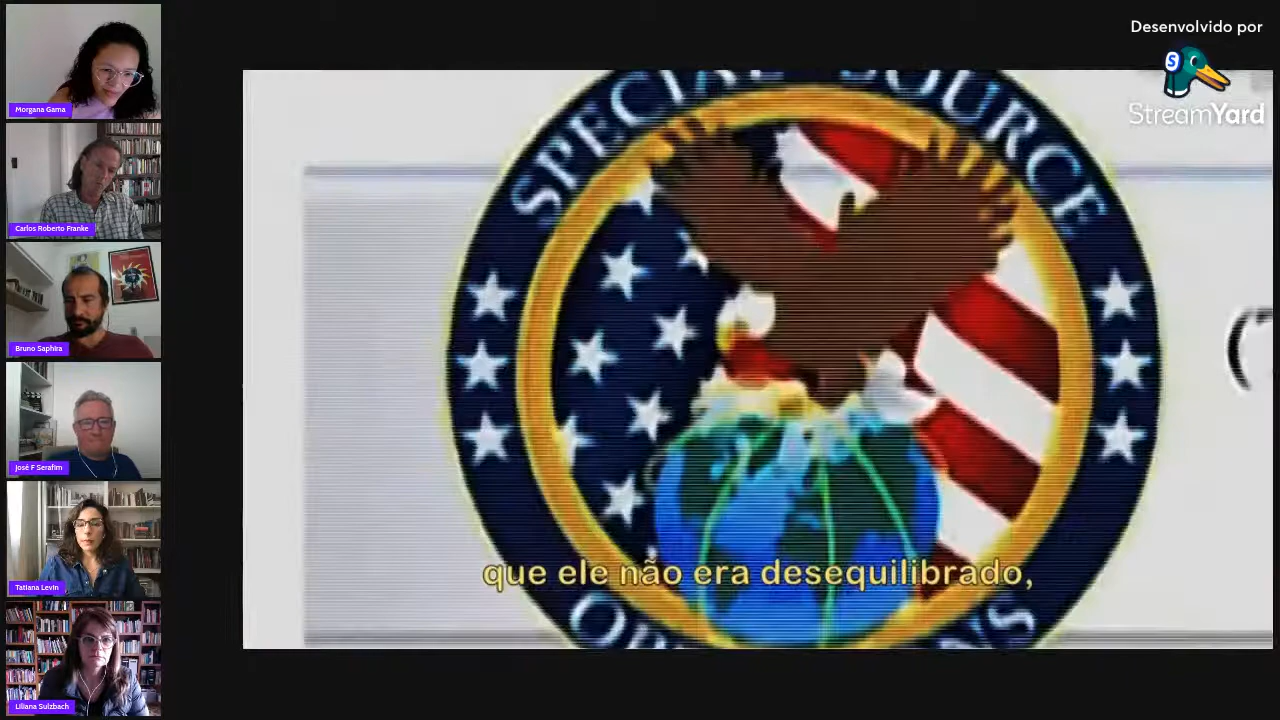 Morgana Gama
Carlos Roberto Franke
Bruno Saphira
José F Serafim
Tatiana Levin
Liliana Sulzbach
Desenvolvido por
S
StreamYard
SPECIAL SOURCE
que ele não era desequilibrado,